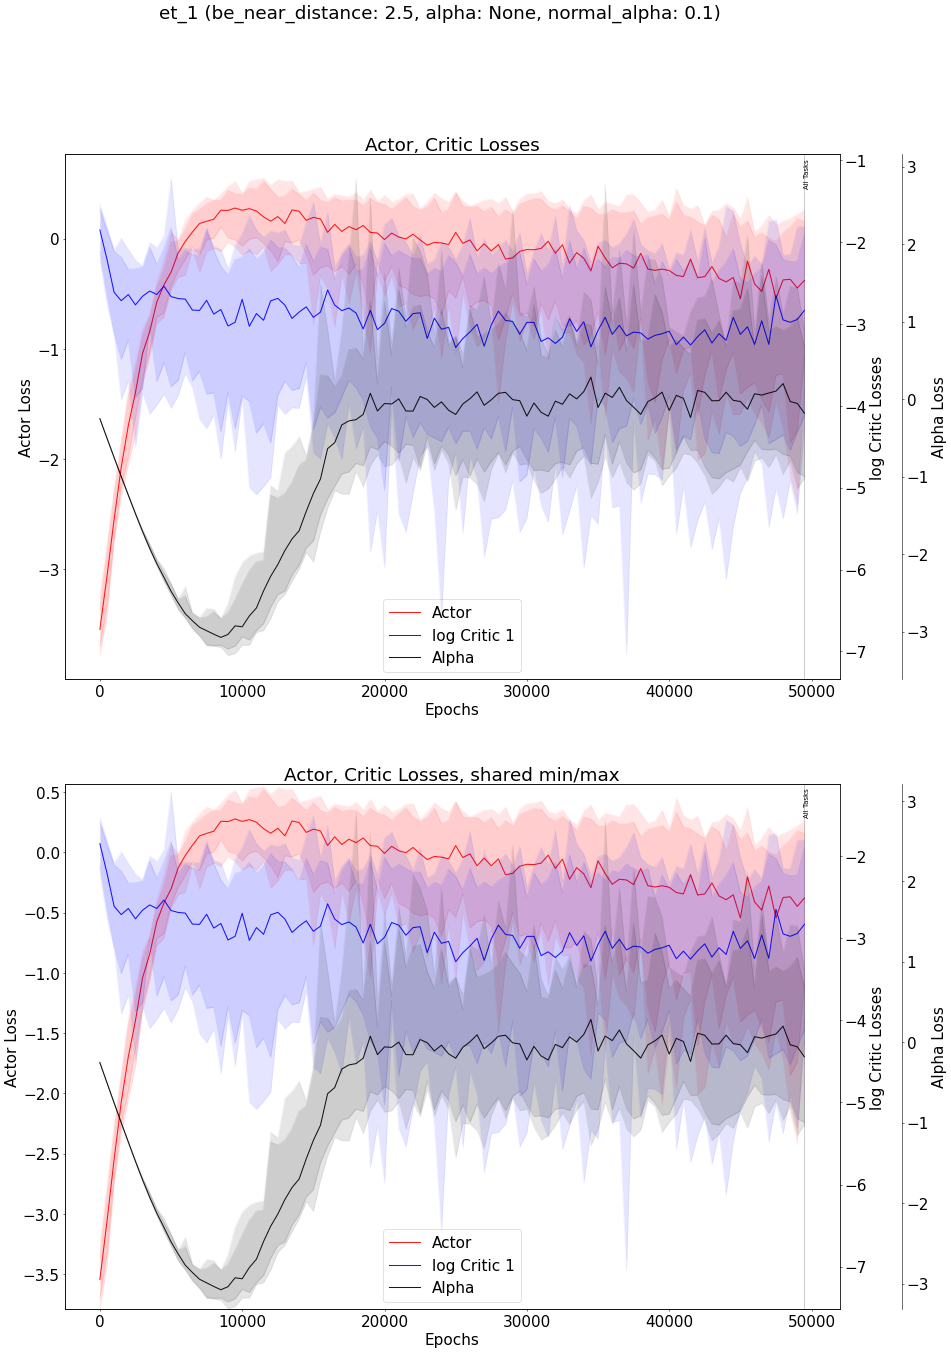 et_1 (be_near_distance: 2.5, alpha: None, normal_alpha: 0.1)
Actor, Critic Losses
All Tasks
0
−1
−2
−3
Actor Loss
−1
−2
−3
−4
−5
−6
−7
log Critic Losses
3
2
1
0
−1
−2
−3
Alpha Loss
Actor
log Critic 1
Alpha
0
10000
20000
30000
40000
50000
Epochs
Actor, Critic Losses, shared min/max
All Tasks
0.5
0.0
−0.5
−1.0
−1.5
−2.0
−2.5
−3.0
−3.5
Actor Loss
−2
−3
−4
−5
−6
−7
log Critic Losses
3
2
1
0
−1
−2
−3
Alpha Loss
Actor
log Critic 1
Alpha
0
10000
20000
30000
40000
50000
Epochs